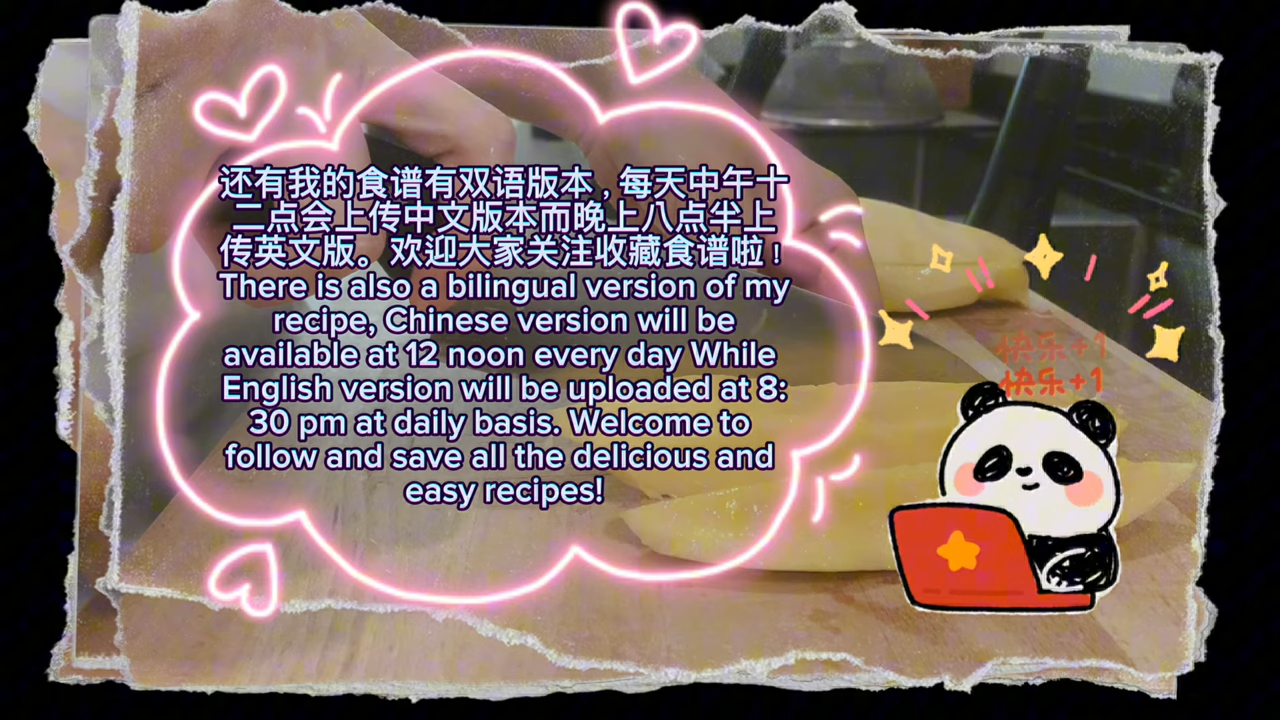 还有我的食谱有双语版本，每天中午十
二点会上传中文版本而晚上八点半上
传英文版。欢迎大家关注收藏食谱啦！
There is also a bilingual version of my
recipe, Chinese version will be
available at 12 noon every day While
English version will be uploaded at 8:
30 pm at daily basis. Welcome to
follow and save all the delicious and
easy recipes!
快乐+1
快乐+1